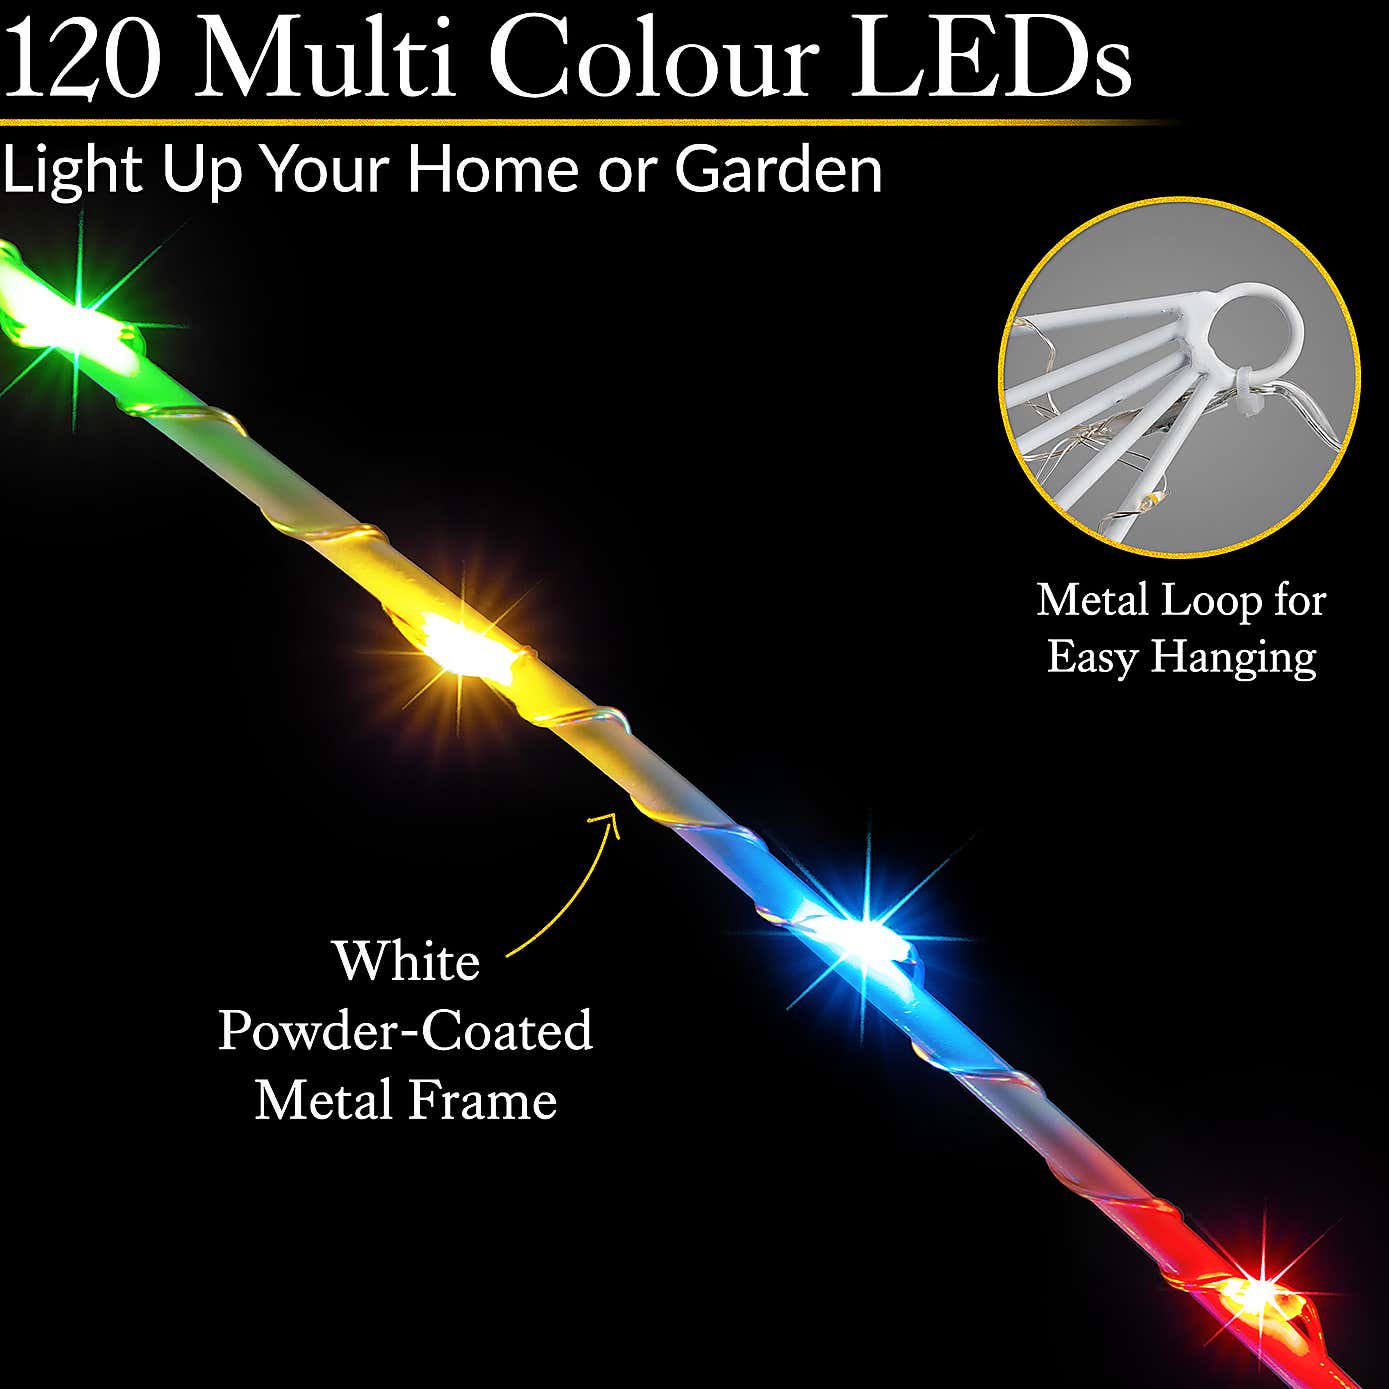 120 Multi Colour LEDs
Light Up Your Home or Garden
Metal Loop for
Easy Hanging
White
Powder-Coated
Metal Frame